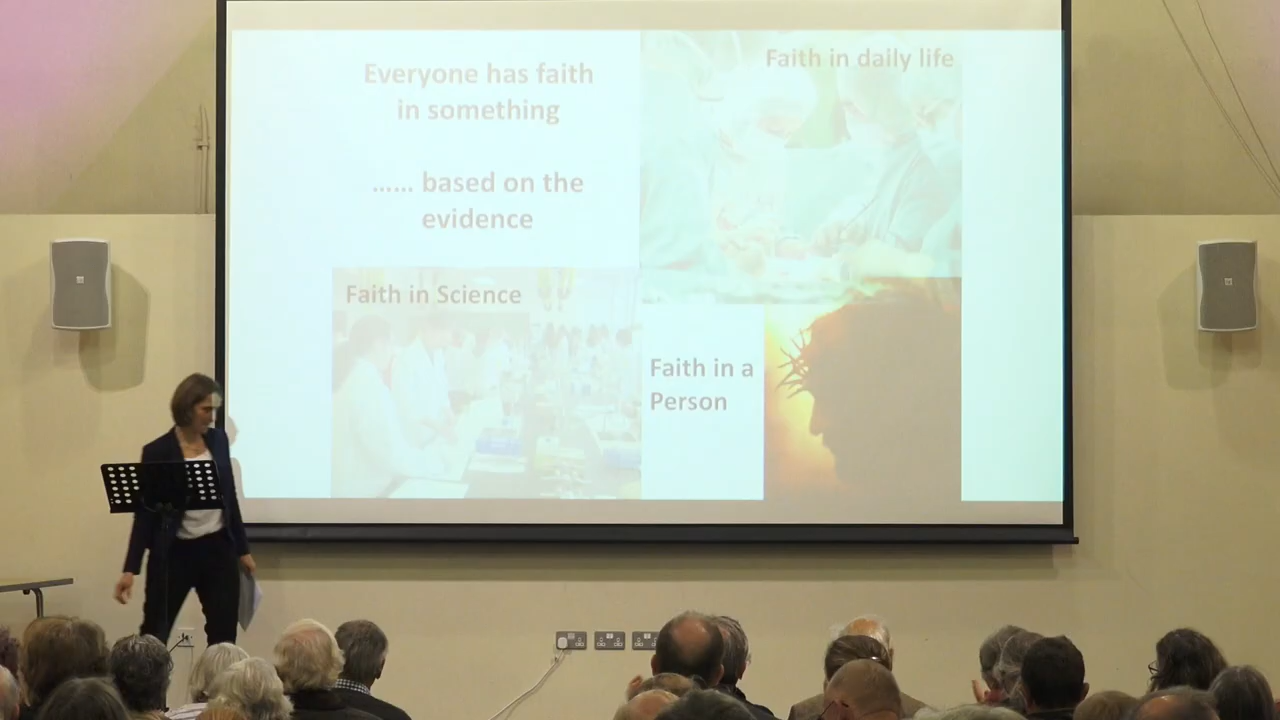 Everyone has faith
in something
...... based on the
evidence
Faith in daily life
Faith in Science
Faith in a
Person